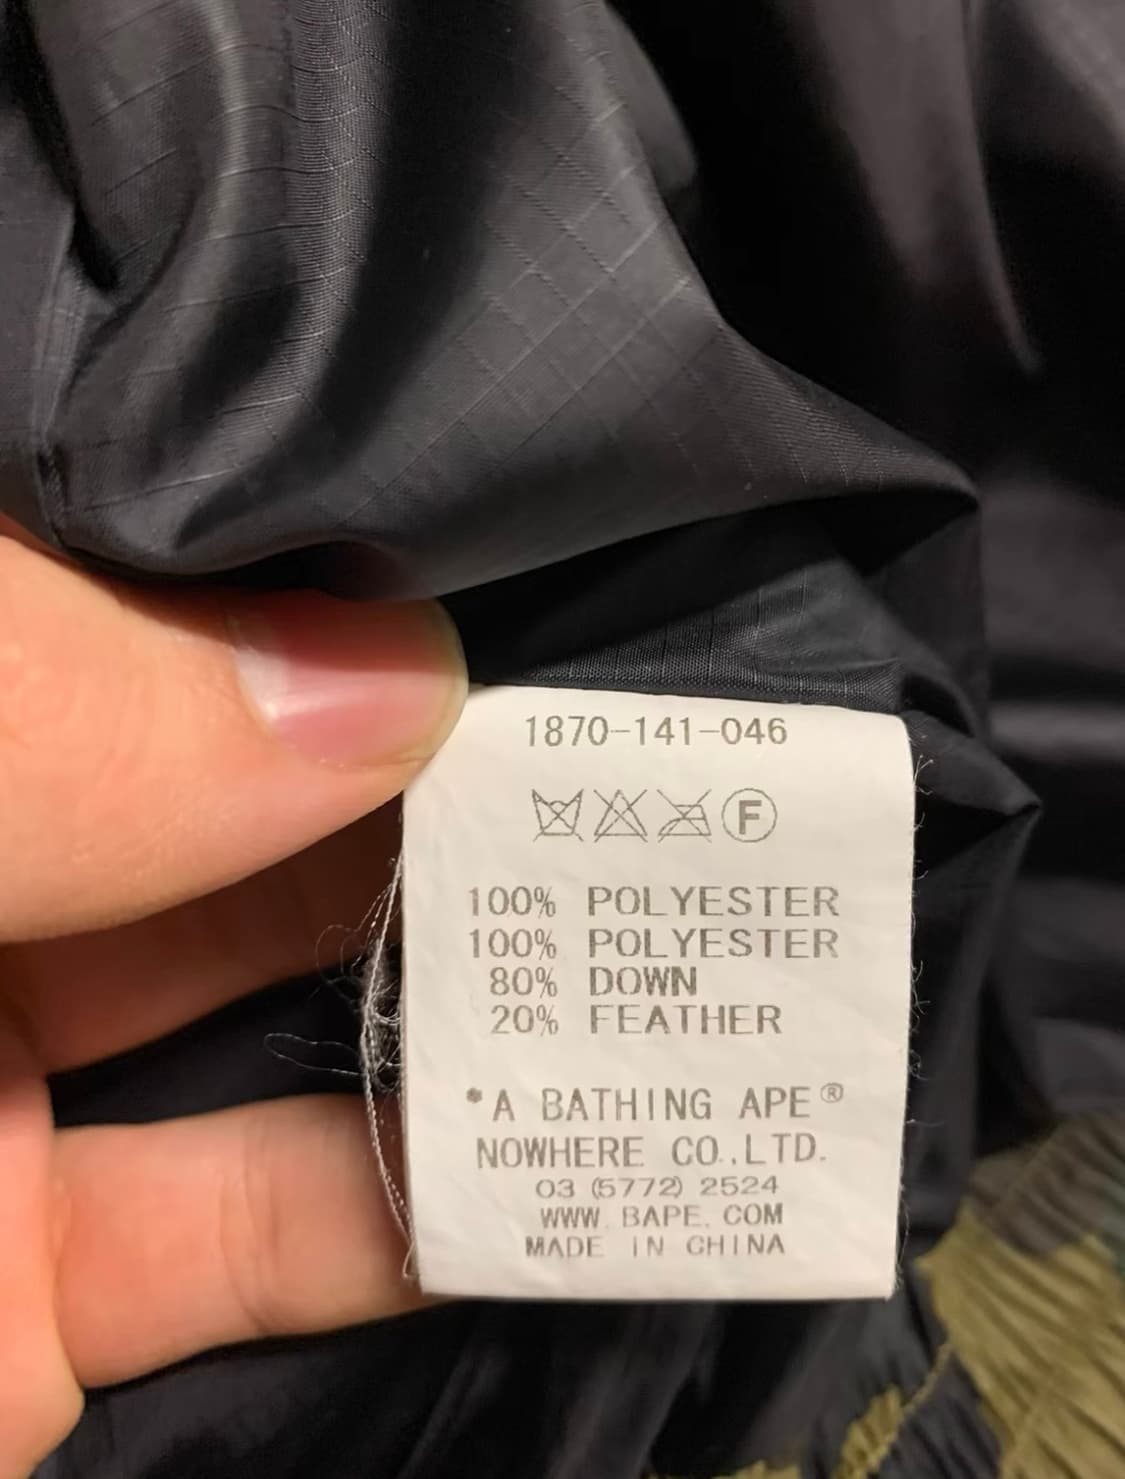 1870-141-046
F
100% POLYESTER
100% POLYESTER
80% DOWN
20% FEATHER
*A BATHING APE®
NOWHERE CO.,LTD.
03 (5772) 2524
WWW. BAPE. COM
MADE IN CHINA